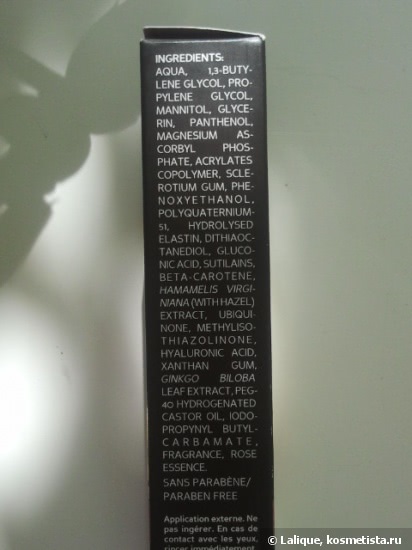 INGREDIENTS:
AQUA, 1,3-BUTY-
LENE GLYCOL, PRO-
PYLENE GLYCOL,
MANNITOL, GLYCE-
RIN, PANTHENOL,
MAGNESIUM AS-
CORBYL PHOS-
PHATE, ACRYLATES
COPOLYMER, SCLE-
ROTIUM GUM, PHE-
NOXYETHANOL,
POLYQUATERNIUM-
51, HYDROLYSED
ELASTIN, DITHIAOC-
TANEDIOL, GLUCO-
NIC ACID, SUTILAINS,
BETA-CAROTENE,
HAMAMELIS VIRGI-
NIANA (WITH HAZEL)
EXTRACT, UBIQUI-
NONE, METHYLISO-
THIAZOLINONE,
HYALURONIC ACID,
XANTHAN GUM,
GINKGO BILOBA
LEAF EXTRACT, PEG-
40 HYDROGENATED
CASTOR OIL, IODO-
PROPYNYL BUTYL-
CARBAMATE,
FRAGRANCE, ROSE
ESSENCE.
SANS PARABÈNE/
PARABEN FREE
Application externe. Ne
pas ingérer. En cas de
contact avec les yeux,
rincer immédiatement
© Lalique, kosmetista.ru